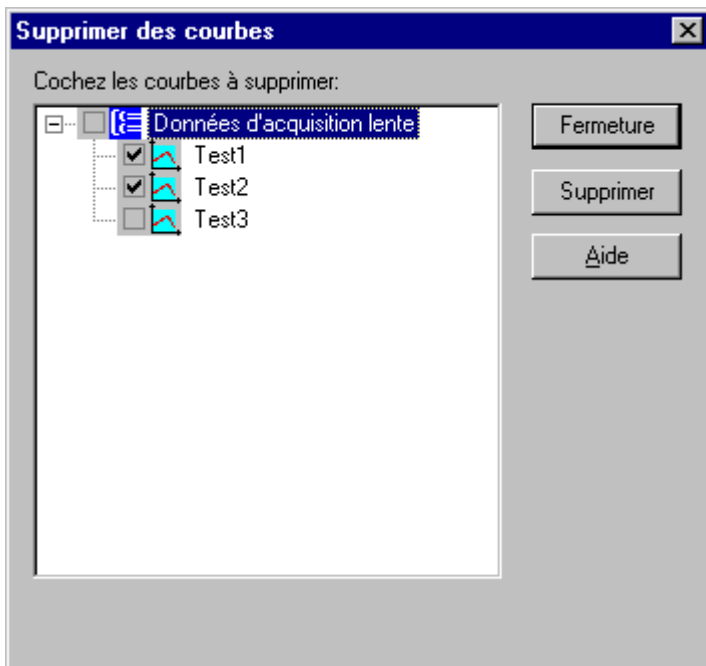 Supprimer des courbes
Cochez les courbes à supprimer:
Données d'acquisition lente
Test1
Test2
Test3
Fermeture
Supprimer
Aide